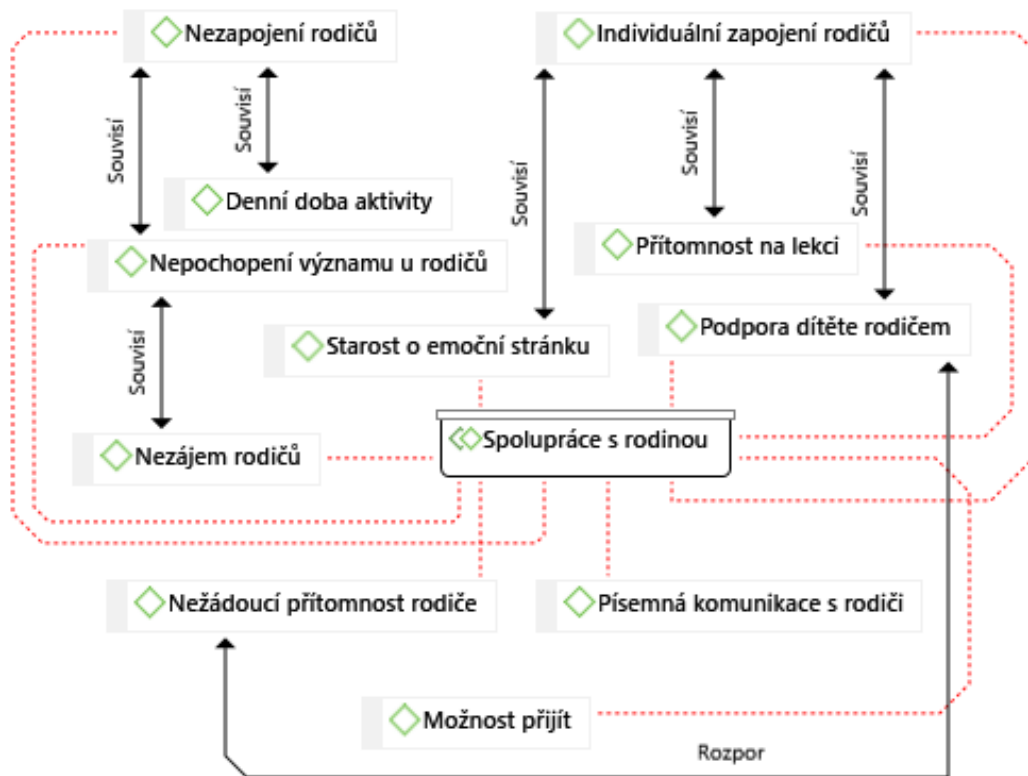 Nezapojení rodičů
Individuální zapojení rodičů
Souvisí
Souvisí
Souvisí
Souvisí
Souvisí
Denní doba aktivity
Nepochopení významu u rodičů
Přítomnost na lekci
Starost o emoční stránku
Podpora dítěte rodičem
Souvisí
Nezájem rodičů
Spolupráce s rodinou
Nežádoucí přítomnost rodiče
Písemná komunikace s rodiči
Možnost přijít
Rozpor